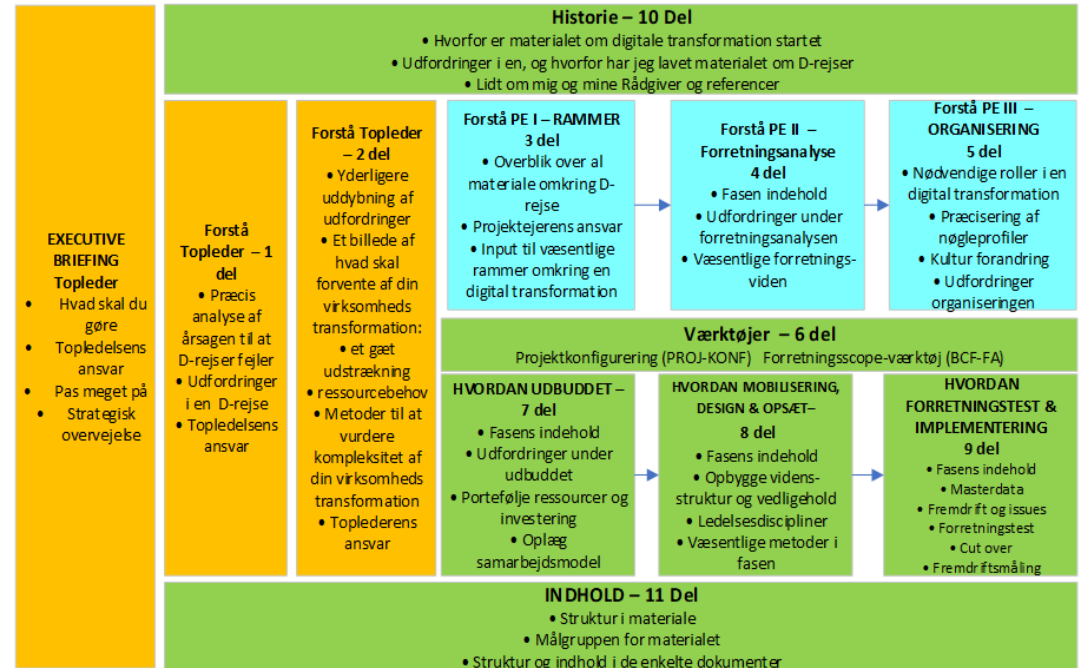 Historie – 10 Del
• Hvorfor er materialet om digitale transformation startet
• Udfordringer i en, og hvorfor har jeg lavet materialet om D-rejser
• Lidt om mig og mine Rådgiver og referencer
EXECUTIVE
BRIEFING
Topleder
• Hvad skal du
gøre
• Topledelsens
ansvar
• Pas meget på
• Strategisk
overvejelse
Forstå
Topleder – 1
del
• Præcis
analyse af
årsagen til at
D-rejser fejler
• Udfordringer
i en D-rejse
• Topledelsens
ansvar
Forstå Topleder
– 2 del
• Yderligere
uddybning af
udfordringer
• Et billede af
hvad skal
forvente af din
virksomheds
transformation:
• et gæt
udstrækning
• ressourcebehov
• Metoder til at
vurdere
kompleksitet af
din virksomheds
transformation
• Toplederens
ansvar
Forstå PE I – RAMMER
3 del
• Overblik over al
materiale omkring D-
rejse
• Projektejerens ansvar
• Input til væsentlige
rammer omkring en
digital transformation
Forstå PE II –
Forretningsanalyse
4 del
• Fasen indehold
• Udfordringer under
forretningsanalysen
• Væsentlige forretnings-
viden
Forstå PE III –
ORGANISERING
5 del
• Nødvendige roller i en
digital transformation
• Præcisering af
nøgleprofiler
• Kultur forandring
• Udfordringer
organiseringen
Værktøjer – 6 del
Projektkonfigurering (PROJ-KONF) Forretningsscope-værktøj (BCF-FA)
HVORDAN UDBUDDET –
7 del
• Fasens indehold
• Udfordringer under
udbuddet
• Portefølje ressourcer og
investering
• Oplæg
samarbejdsmodel
HVORDAN MOBILISERING,
DESIGN & OPSÆT–
8 del
• Fasens indehold
• Opbygge videns-
struktur og vedligehold
• Ledelsesdiscipliner
• Væsentlige metoder i
fasen
HVORDAN
FORRETNINGSTEST &
IMPLEMENTERING
9 del
• Fasens indehold
• Masterdata
• Fremdrift og issues
• Forretningstest
• Cut over
• Fremdriftsmåling
INDHOLD – 11 Del
• Struktur i materiale
• Målgruppen for materialet
• Struktur og indhold i de enkelte dokumenter